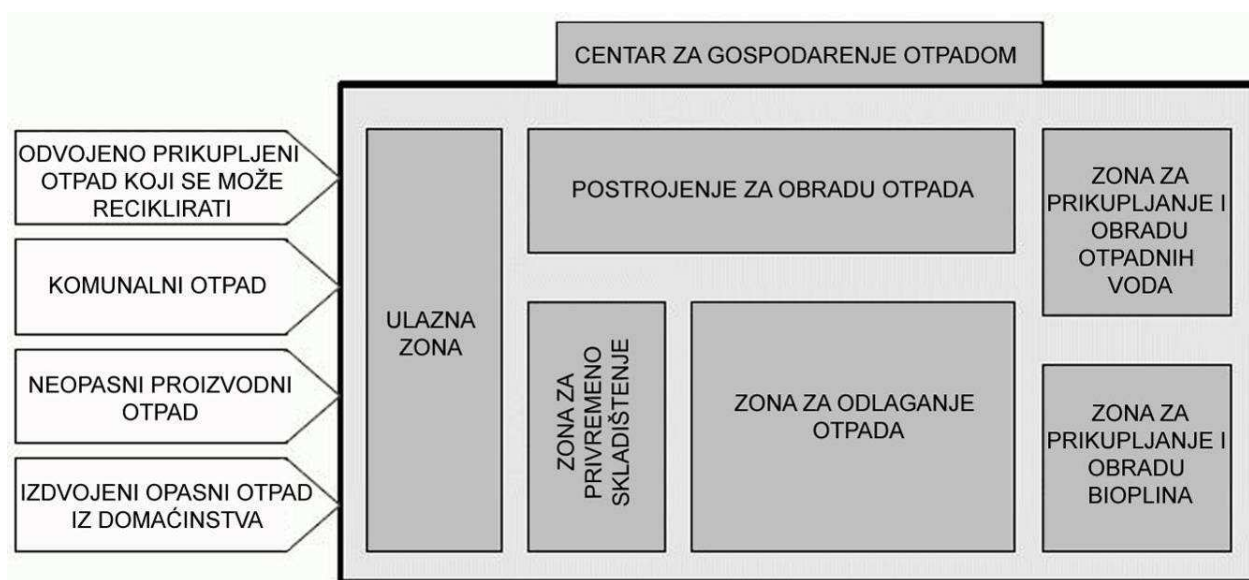 CENTAR ZA GOSPODARENJE OTPADOM
ODVOJENO PRIKUPLJENI
OTPAD KOJI SE MOŽE
RECIKLIRATI
KOMUNALNI OTPAD
NEOPASNI PROIZVODNI
OTPAD
IZDVOJENI OPASNI OTPAD
IZ DOMAĆINSTVA
ULAZNA
ZONA
POSTROJENJE ZA OBRADU OTPADA
ZONA ZA
PRIVREMENO
SKLADIŠTENJE
ZONA ZA ODLAGANJE
OTPADA
ZONA ZA
PRIKUPLJANJE I
OBRADU
OTPADNIH
VODA
ZONA ZA
PRIKUPLJANJE I
OBRADU
BIOPLINA